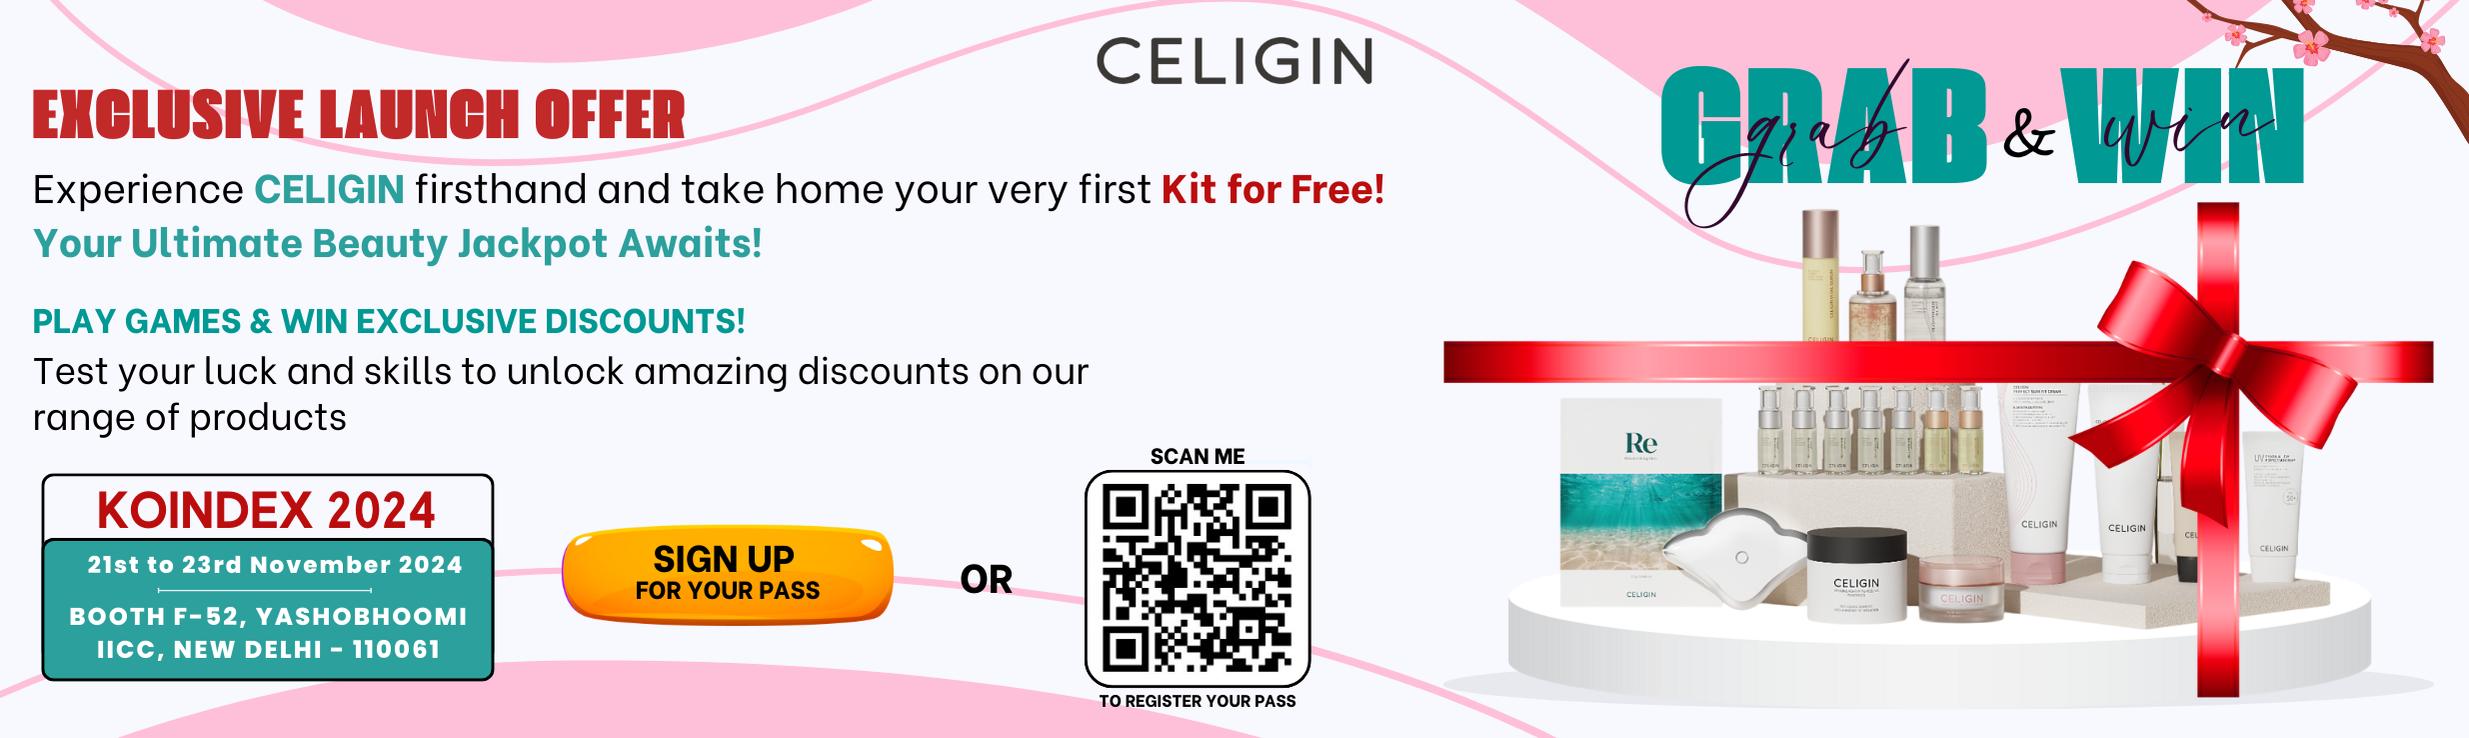 CELIGIN
EXCLUSIVE LAUNCH OFFER
Experience CELIGIN firsthand and take home your very first Kit for Free!
Your Ultimate Beauty Jackpot Awaits!
PLAY GAMES & WIN EXCLUSIVE DISCOUNTS!
Test your luck and skills to unlock amazing discounts on our
range of products
KOINDEX 2024
21st to 23rd November 2024
BOOTH F-52, YASHOBHOOMI
IICC, NEW DELHI - 110061
SIGN UP
FOR YOUR PASS
OR
SCAN ME
TO REGISTER YOUR PASS
GRAB & WIN
grab win
Re
CELIGIN
CELIGIN
CELIGIN
CELIGIN
CELIGIN
CELIGIN